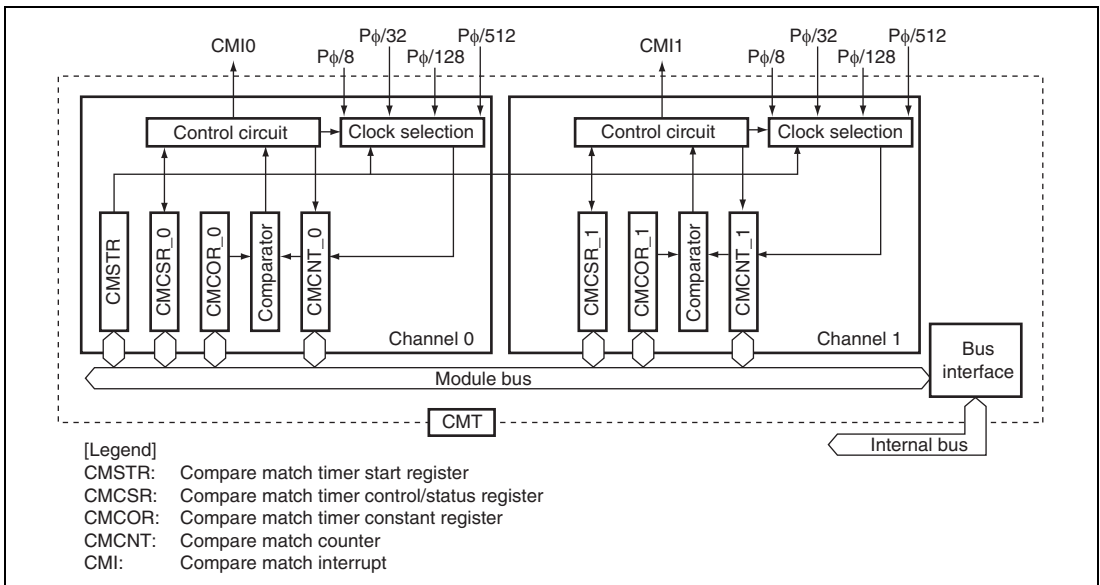 CMI0
Pφ/8
Pφ/32
Pφ/128
Pφ/512
CMI1
Pφ/8
Pφ/32
Pφ/128
Pφ/512
Control circuit
Clock selection
Control circuit
Clock selection
CMSTR
CMCSR_0
CMCOR_0
Comparator
CMCNT_0
CMCSR_1
CMCOR_1
Comparator
CMCNT_1
Channel 0
Channel 1
Bus
interface
Module bus
CMT
Internal bus
[Legend]
CMSTR: Compare match timer start register
CMCSR: Compare match timer control/status register
CMCOR: Compare match timer constant register
CMCNT: Compare match counter
CMI: Compare match interrupt